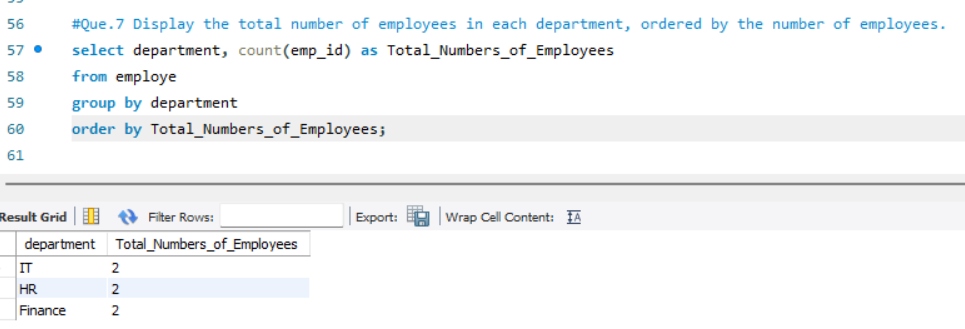 56 #Que.7 Display the total number of employees in each department, ordered by the number of employees.
57 select department, count(emp_id) as Total_Numbers_of_Employees
58 from employe
59 group by department
60 order by Total_Numbers_of_Employees;
61
Result Grid Filter Rows: Export: Wrap Cell Content:
department Total_Numbers_of_Employees
IT 2
HR 2
Finance 2